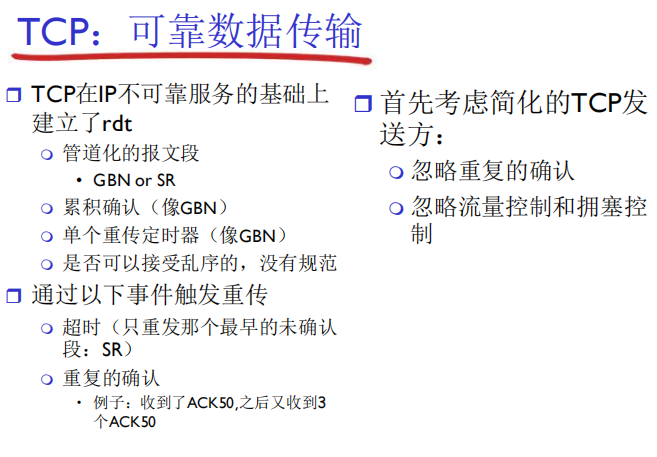 TCP：可靠数据传输
TCP在IP不可靠服务的基础上
建立了rdt
管道化的报文段
GBN or SR
累积确认（像GBN）
单个重传定时器（像GBN）
是否可以接受乱序的，没有规范
通过以下事件触发重传
超时（只重发那个最早的未确认
段：SR）
重复的确认
例子：收到了ACK50,之后又收到3
个ACK50
首先考虑简化的TCP发
送方：
忽略重复的确认
忽略流量控制和拥塞控
制